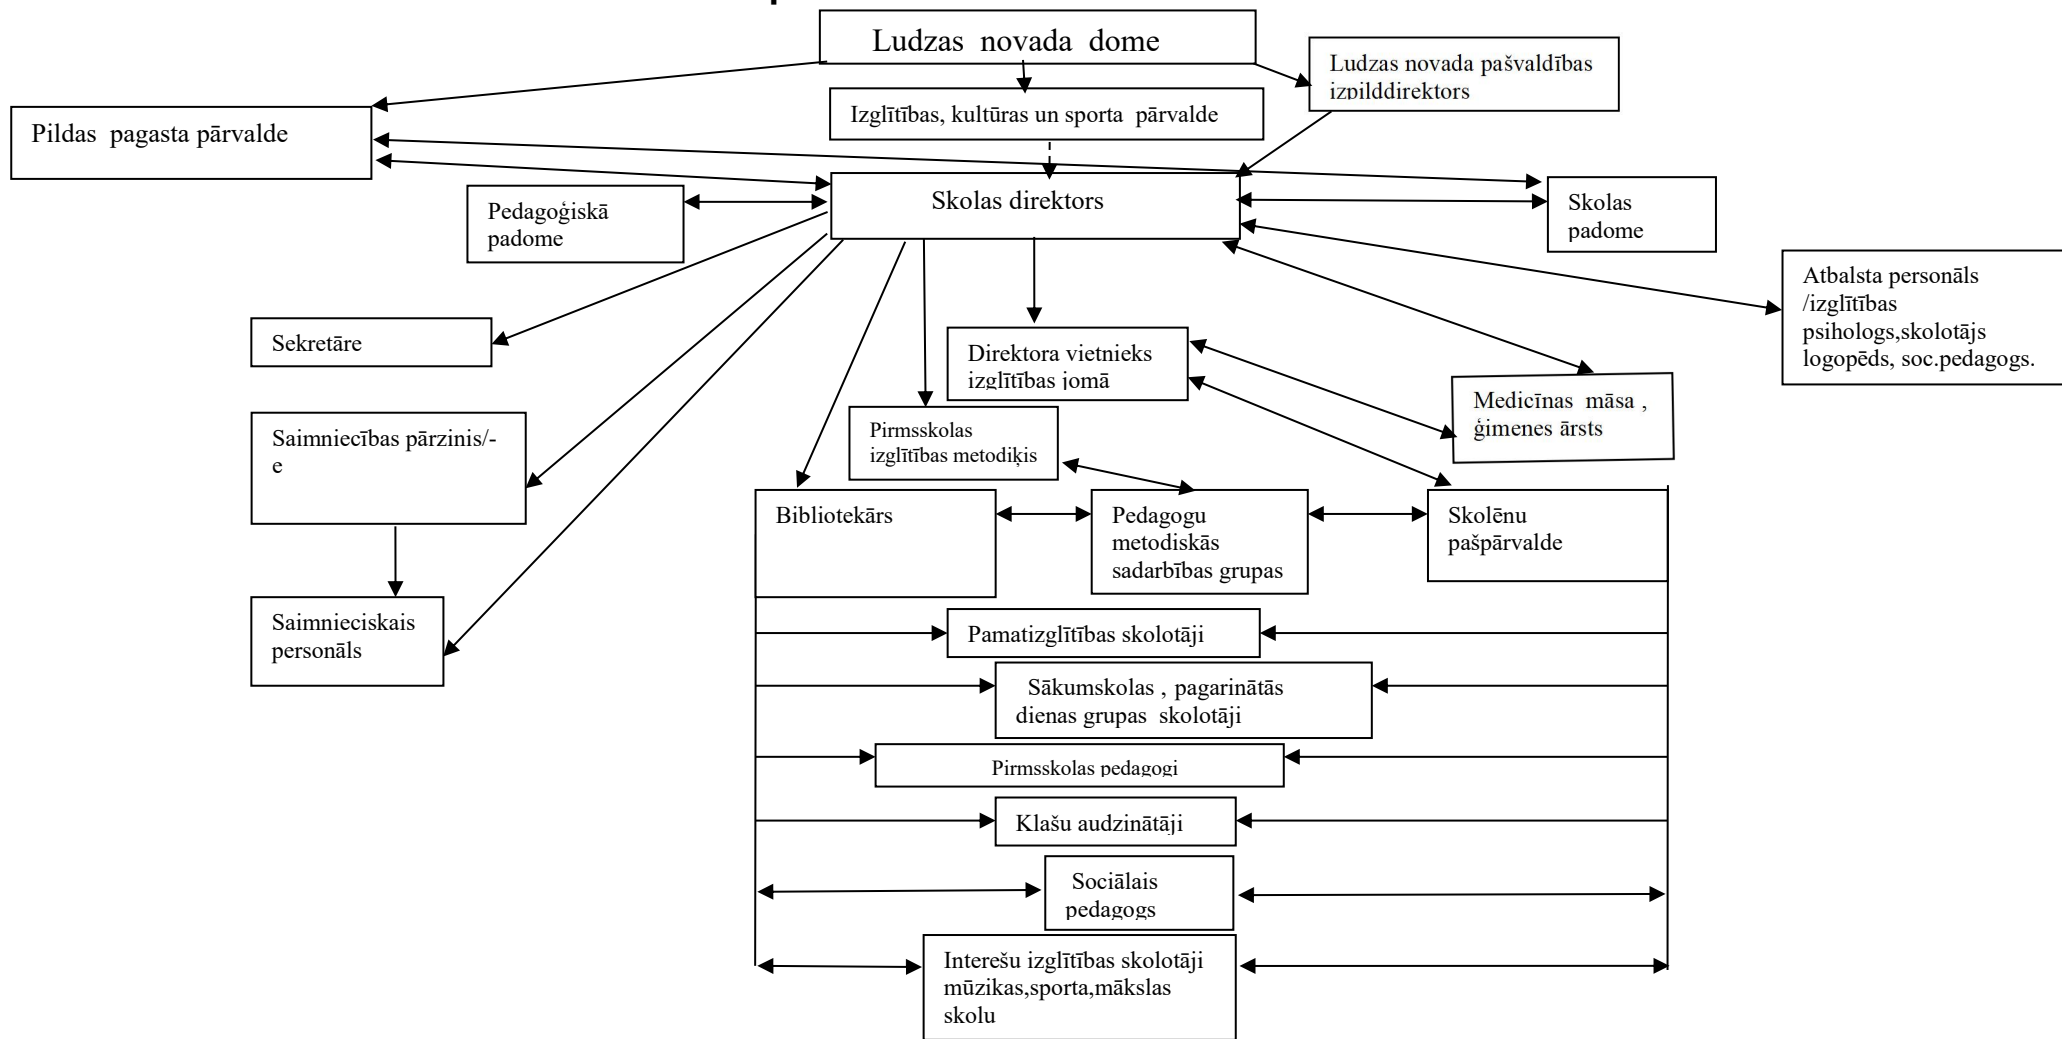 Ludzas novada dome
Ludzas novada pašvaldības
izpilddirektors
Izglītības, kultūras un sporta pārvalde
Pildas pagasta pārvalde
Skolas direktors
Pedagoģiskā
padome
Skolas
padome
Atbalsta personāls
/izglītības
psihologs,skolotājs
logopēds, soc.pedagogs.
Sekretāre
Direktora vietnieks
izglītības jomā
Medicīnas māsa ,
ģimenes ārsts
Saimniecības pārzinis/-
e
Pirmsskolas
izglītības metodiķis
Bibliotekārs
Pedagogu
metodiskās
sadarbības grupas
Skolēnu
pašpārvalde
Saimnieciskais
personāls
Pamatizglītības skolotāji
Sākumskolas , pagarinātās
dienas grupas skolotāji
Pirmsskolas pedagogi
Klašu audzinātāji
Sociālais
pedagogs
Interešu izglītības skolotāji
mūzikas,sporta,mākslas
skolu